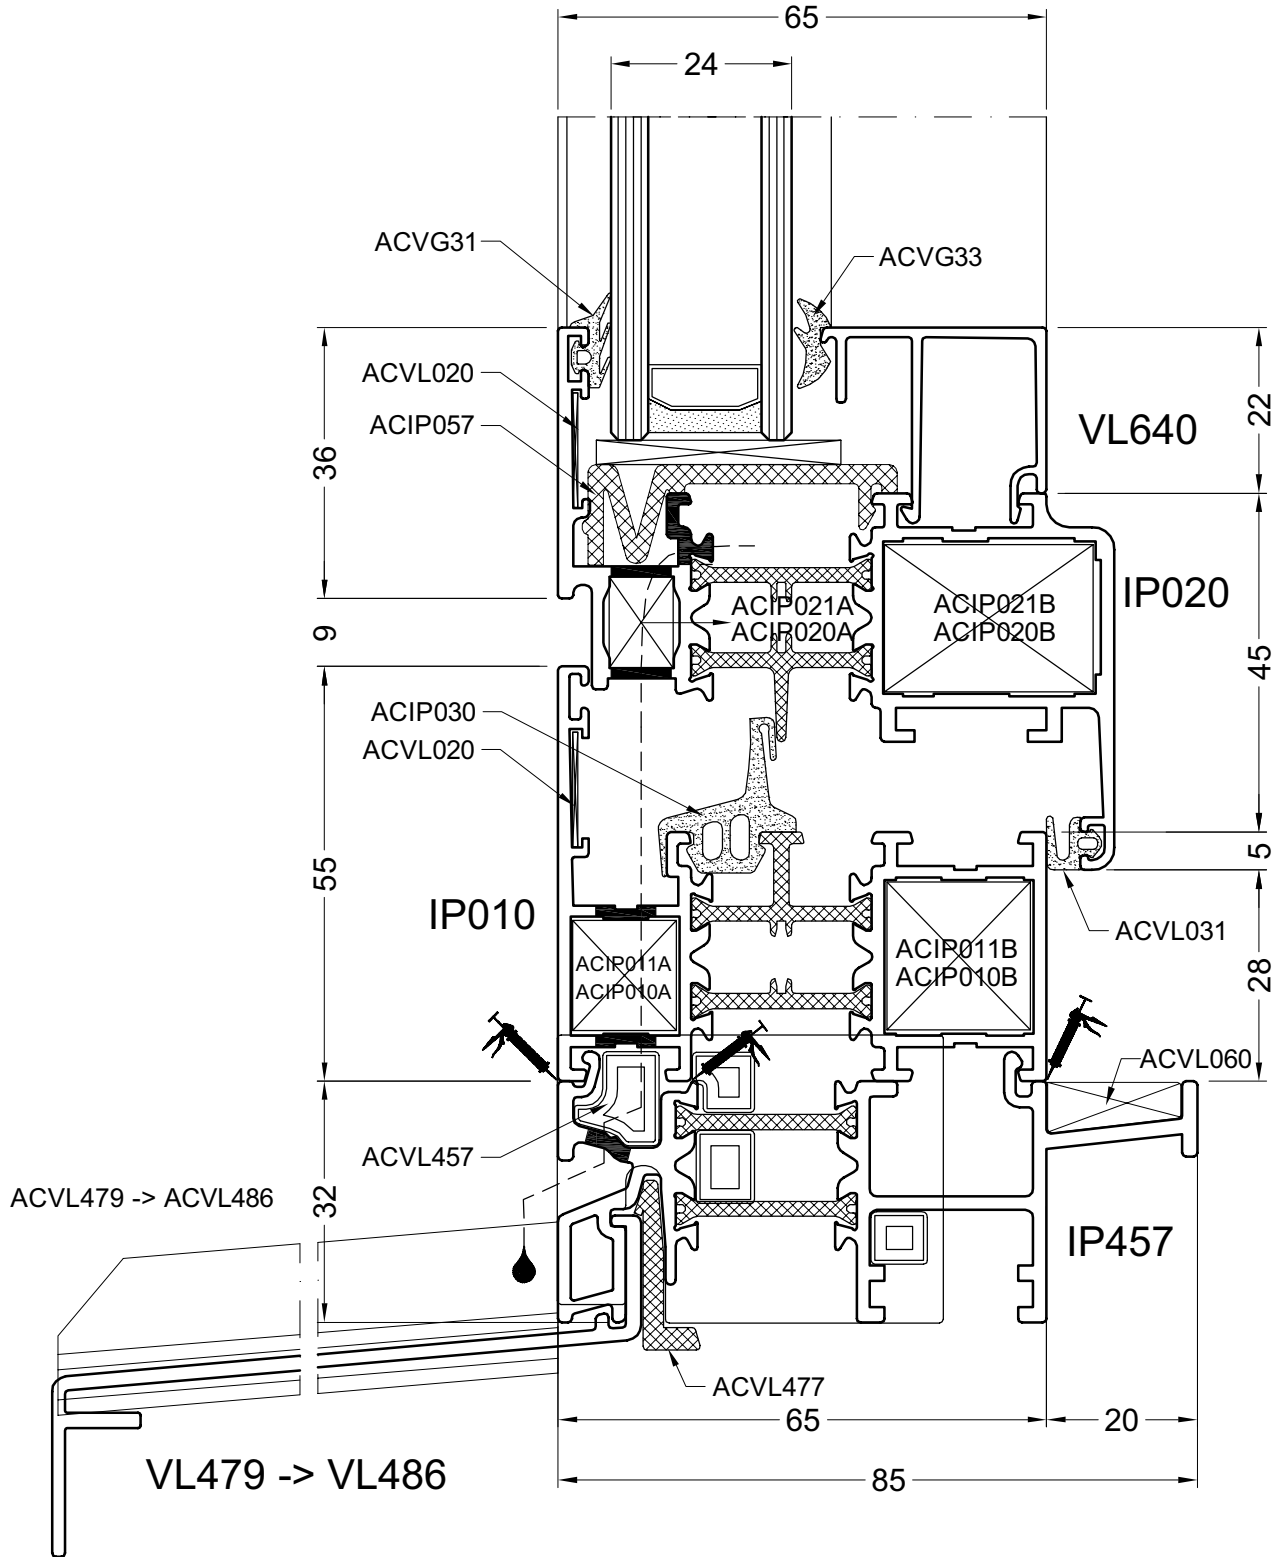 65
24
ACVG31
ACVG33
ACVL020
ACIP057
VL640
22
36
ACIP021A
ACIP020A
ACIP021B
ACIP020B
IP020
9
45
ACIP030
ACVL020
5
55
IP010
ACVL031
ACIP011A
ACIP010A
ACIP011B
ACIP010B
28
ACVL060
ACVL457
ACVL479 -> ACVL486
32
IP457
ACVL477
65
20
VL479 -> VL486
85